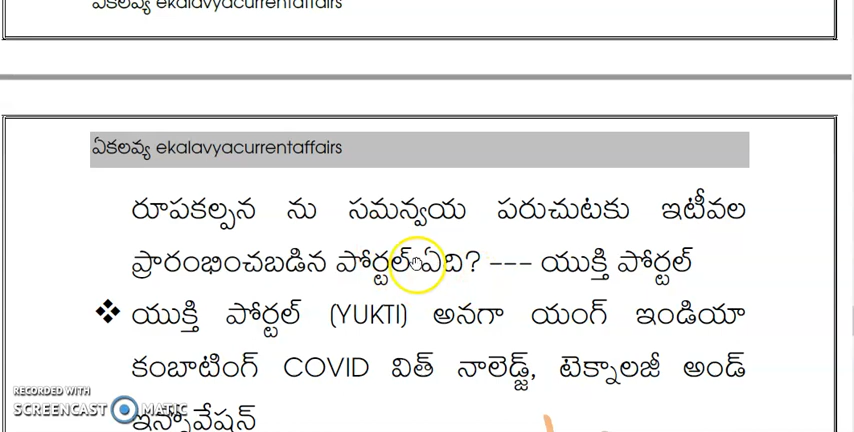 ఏకలవ్య ekalavyacurrentaffairs
ఏకలవ్య ekalavyacurrentaffairs
రూపకల్పన ను సమన్వయ పరుచుటకు ఇటీవల
ప్రారంభించబడిన పోర్టల్ ఏది? --- యుక్తి పోర్టల్
❖ యుక్తి పోర్టల్ (YUKTI) అనగా యంగ్ ఇండియా
కంబాటింగ్ COVID విత్ నాలెడ్జ్, టెక్నాలజీ అండ్
ఇన్నోవేషన్
RECORDED WITH
SCREENCAST MATIC